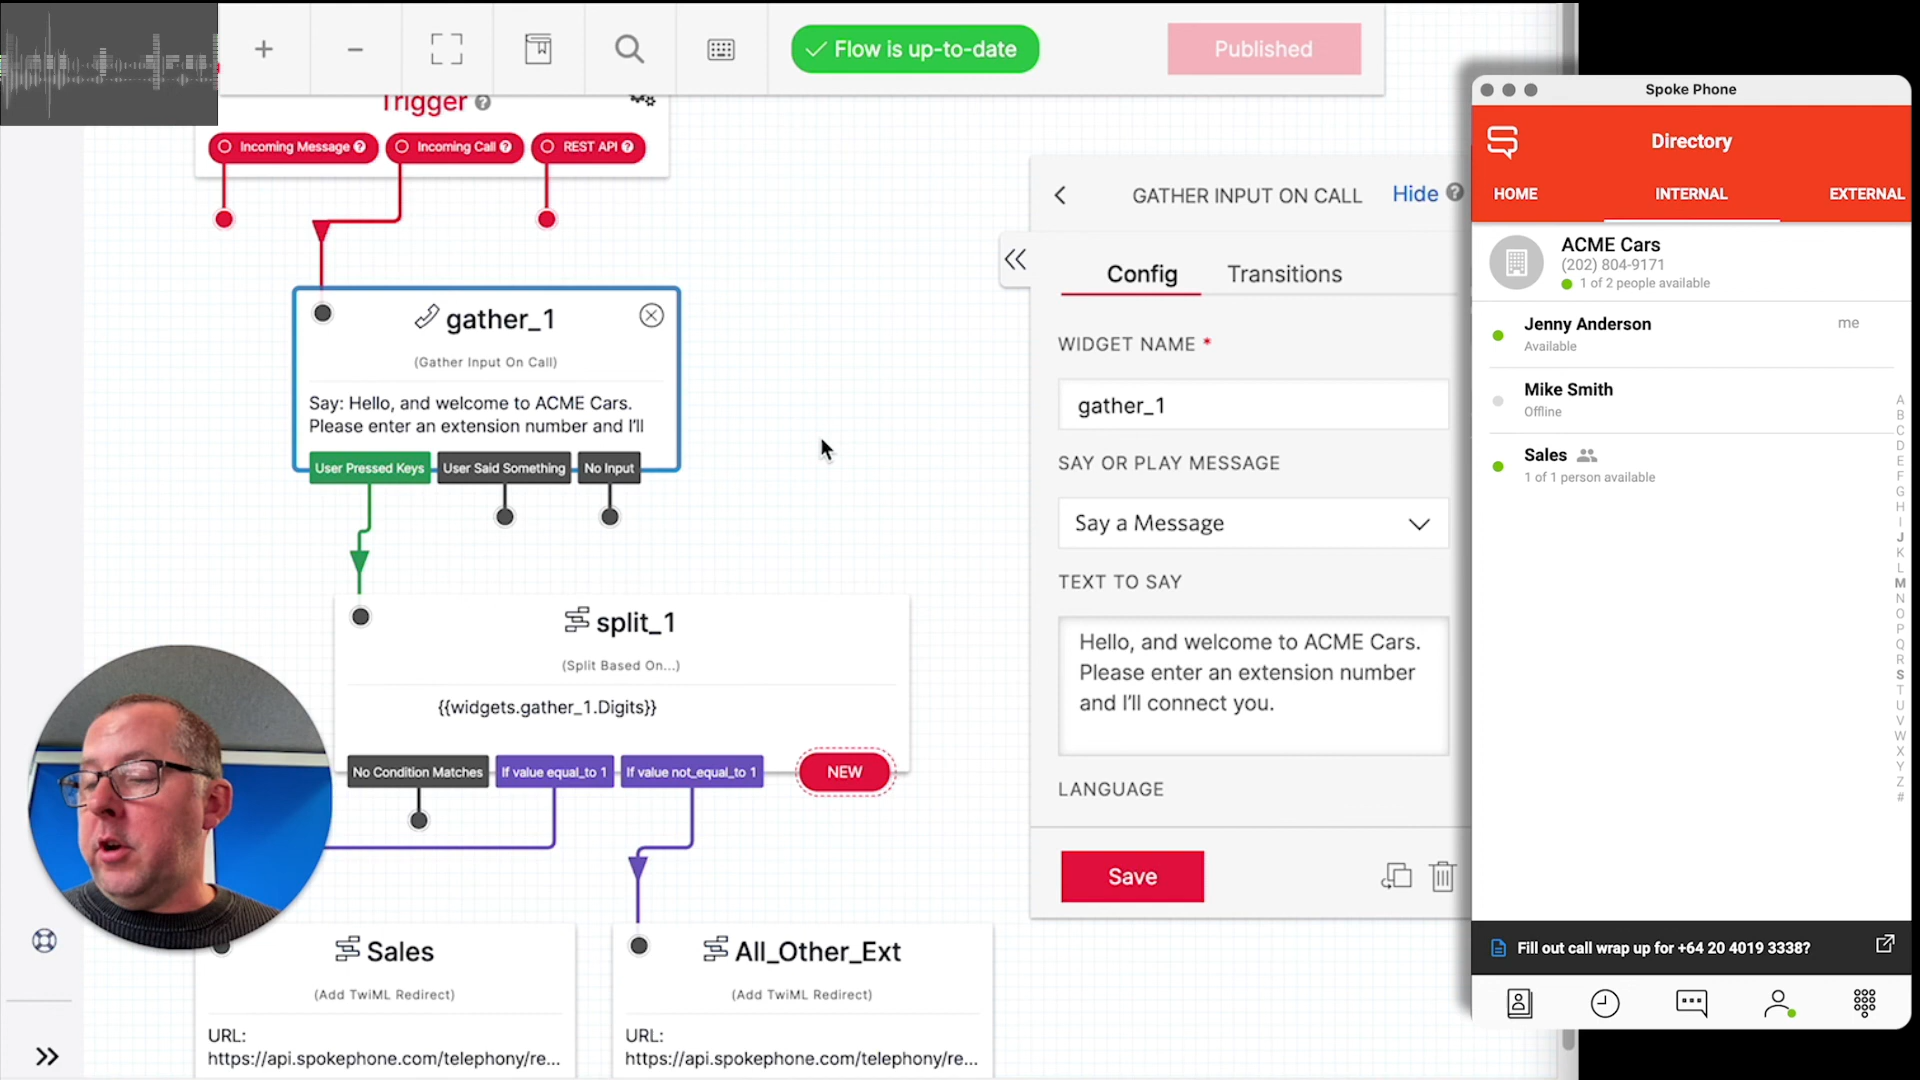 Flow is up-to-date
Published
Trigger
Incoming Message
Incoming Call
REST API
gather_1
(Gather Input On Call)
Say: Hello, and welcome to ACME Cars.
Please enter an extension number and I'll
User Pressed Keys
User Said Something
No Input
split_1
(Split Based On...)
{{widgets.gather_1.Digits}}
No Condition Matches
If value equal_to 1
If value not_equal_to 1
NEW
Sales
(Add TwiML Redirect)
URL:
https://api.spokephone.com/telephony/re...
All_Other_Ext
(Add TwiML Redirect)
URL:
https://api.spokephone.com/telephony/re...
GATHER INPUT ON CALL
Hide
Config
Transitions
WIDGET NAME *
gather_1
SAY OR PLAY MESSAGE
Say a Message
TEXT TO SAY
Hello, and welcome to ACME Cars.
Please enter an extension number
and I'll connect you.
LANGUAGE
Save
Spoke Phone
Directory
HOME
INTERNAL
EXTERNAL
ACME Cars
(202) 804-9171
1 of 2 people available
Jenny Anderson
me
Available
Mike Smith
Offline
Sales
1 of 1 person available
A
B
C
D
E
F
G
H
I
J
K
L
M
N
O
P
Q
R
S
T
U
V
W
X
Y
Z
#
Fill out call wrap up for +64 20 4019 3338?